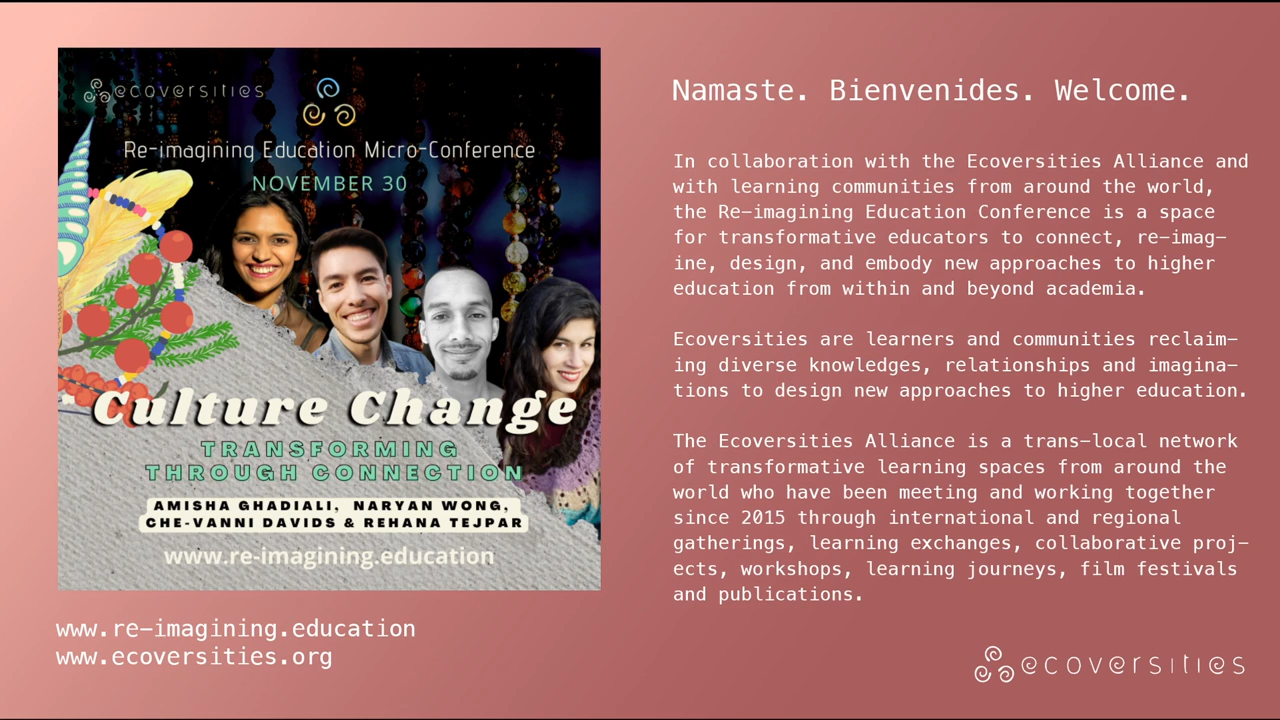 ecoversities
Re-imagining Education Micro-Conference
NOVEMBER 30
Culture Change
TRANSFORMING
THROUGH CONNECTION
AMISHA GHADIALI, NARYAN WONG,
CHE-VANNI DAVIDS & REHANA TEJPAR
www.re-imagining.education
www.re-imagining.education
www.ecoversities.org
Namaste. Bienvenides. Welcome.
In collaboration with the Ecoversities Alliance and
with learning communities from around the world,
the Re-imagining Education Conference is a space
for transformative educators to connect, re-imag-
ine, design, and embody new approaches to higher
education from within and beyond academia.
Ecoversities are learners and communities reclaim-
ing diverse knowledges, relationships and imagina-
tions to design new approaches to higher education.
The Ecoversities Alliance is a trans-local network
of transformative learning spaces from around the
world who have been meeting and working together
since 2015 through international and regional
gatherings, learning exchanges, collaborative proj-
ects, workshops, learning journeys, film festivals
and publications.
ecoversities